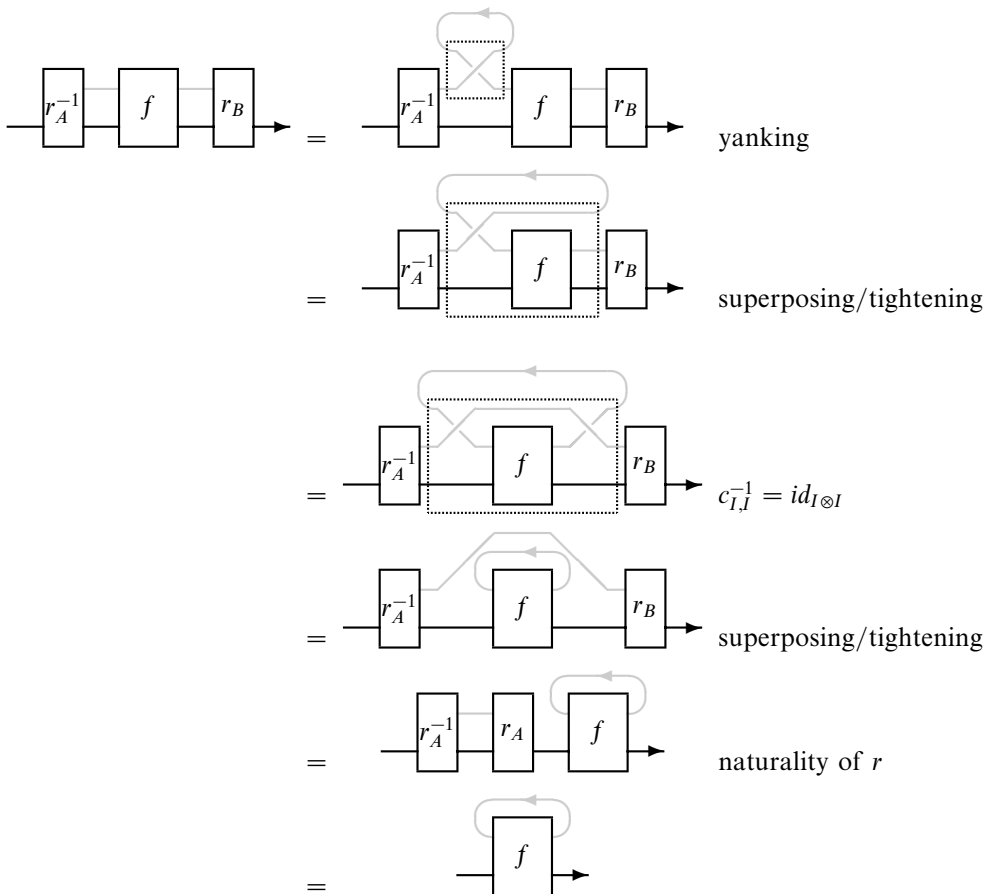 r_A^{-1} f r_B = r_A^{-1} f r_B yanking
= r_A^{-1} f r_B superposing/tightening
= r_A^{-1} f r_B c_{I,I}^{-1} = id_{I⊗I}
= r_A^{-1} f r_B superposing/tightening
= r_A^{-1} r_A f naturality of r
= f